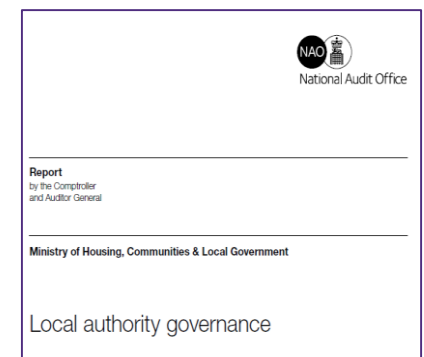 NAO
National Audit Office
Report
by the Comptroller
and Auditor General
Ministry of Housing, Communities & Local Government
Local authority governance